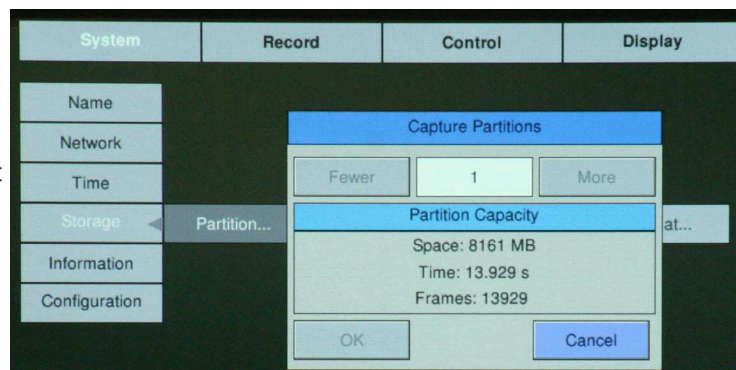 System Record Control Display
Name
Network
Time
Storage
Information
Configuration
Partition...
at...
Capture Partitions
Fewer 1 More
Partition Capacity
Space: 8161 MB
Time: 13.929 s
Frames: 13929
OK Cancel
t